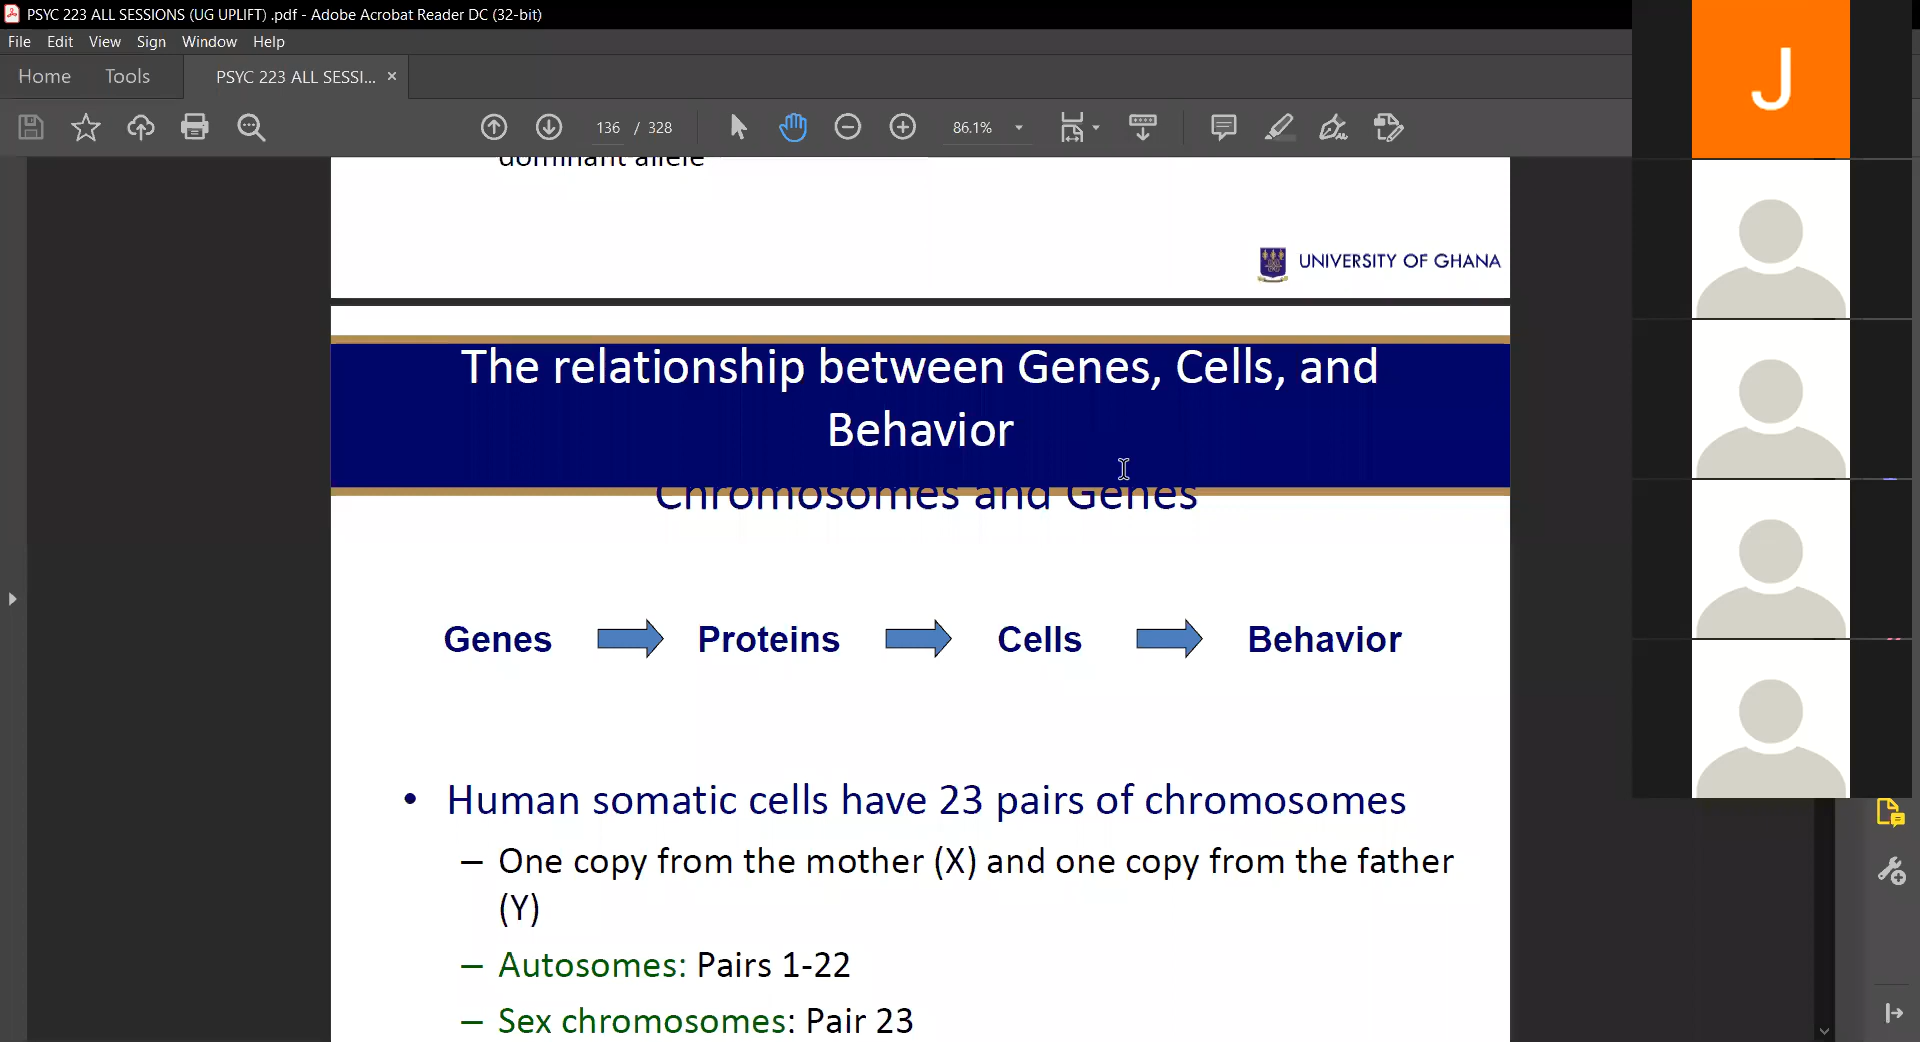 PSYC 223 ALL SESSIONS (UG UPLIFT) .pdf - Adobe Acrobat Reader DC (32-bit)
File Edit View Sign Window Help
Home Tools PSYC 223 ALL SESSI... ×
136 / 328 86.1%
dominant allele
UNIVERSITY OF GHANA
The relationship between Genes, Cells, and
Behavior
Chromosomes and Genes
Genes Proteins Cells Behavior
• Human somatic cells have 23 pairs of chromosomes
– One copy from the mother (X) and one copy from the father
(Y)
– Autosomes: Pairs 1-22
– Sex chromosomes: Pair 23
J